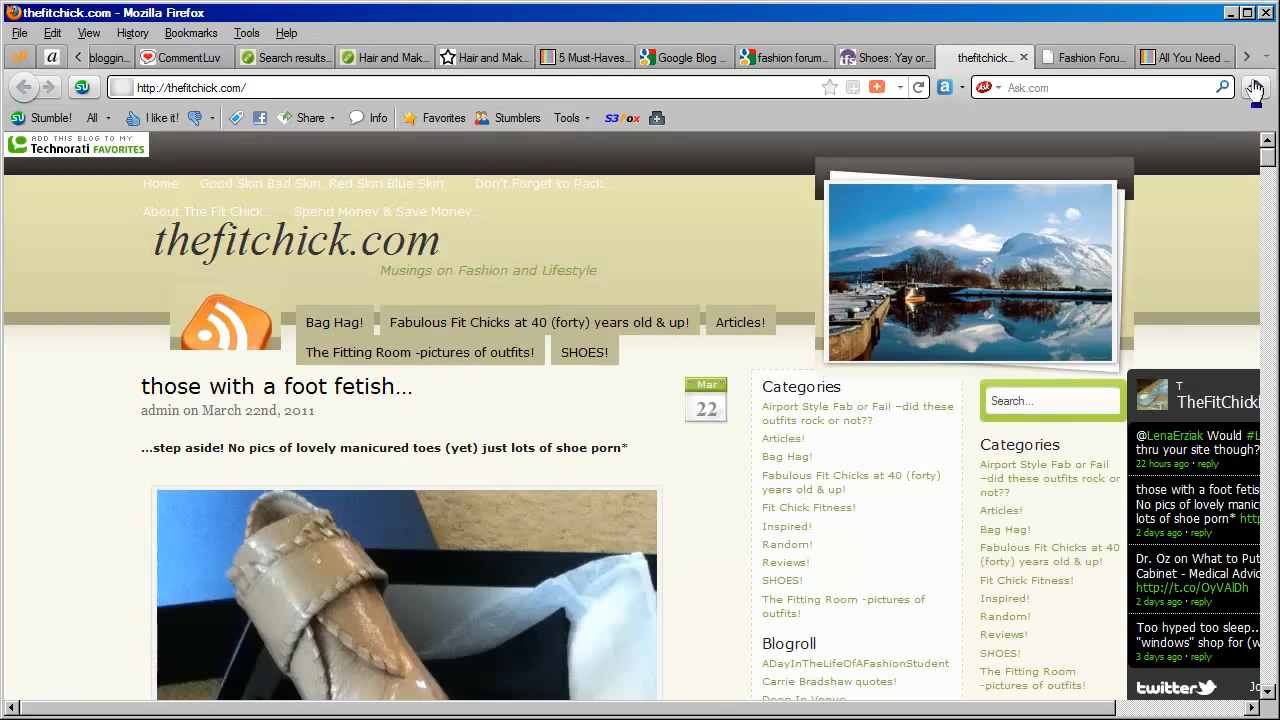 thefitchick.com - Mozilla Firefox
File Edit View History Bookmarks Tools Help
bloggin... CommentLuv Search results... Hair and Mak... Hair and Mak... 5 Must-Haves... Google Blog ... fashion forum... Shoes: Yay or... thefitchick... Fashion Foru... All You Need ...
http://thefitchick.com/ Ask Ask.com
Stumble! All I like it! Share Info Favorites Stumblers Tools S3Fox
ADD THIS BLOG TO MY
Technorati FAVORITES
Home Good Skin Bad Skin, Red Skin Blue Skin... Don't Forget to Pack...
About The Fit Chick... Spend Money & Save Money...
thefitchick.com
Musings on Fashion and Lifestyle
Bag Hag! Fabulous Fit Chicks at 40 (forty) years old & up! Articles!
The Fitting Room -pictures of outfits! SHOES!
those with a foot fetish...
admin on March 22nd, 2011
Mar
22
...step aside! No pics of lovely manicured toes (yet) just lots of shoe porn*
Categories
Airport Style Fab or Fail ~did these
outfits rock or not??
Articles!
Bag Hag!
Fabulous Fit Chicks at 40 (forty)
years old & up!
Fit Chick Fitness!
Inspired!
Random!
Reviews!
SHOES!
The Fitting Room -pictures of
outfits!
Blogroll
ADayInTheLifeOfAFashionStudent
Carrie Bradshaw quotes!
Deep In Vogue
Search...
Categories
Airport Style Fab or Fail
~did these outfits rock or
not??
Articles!
Bag Hag!
Fabulous Fit Chicks at 40
(forty) years old & up!
Fit Chick Fitness!
Inspired!
Random!
Reviews!
SHOES!
The Fitting Room
-pictures of outfits!
T
TheFitChick
@LenaErziak Would #L
thru your site though?
22 hours ago · reply
those with a foot fetis
No pics of lovely manic
lots of shoe porn* htt
2 days ago · reply
Dr. Oz on What to Put
Cabinet - Medical Advic
http://t.co/OyVAlDh
2 days ago · reply
Too hyped too sleep..
"windows" shop for (w
3 days ago · reply
twitter Jo